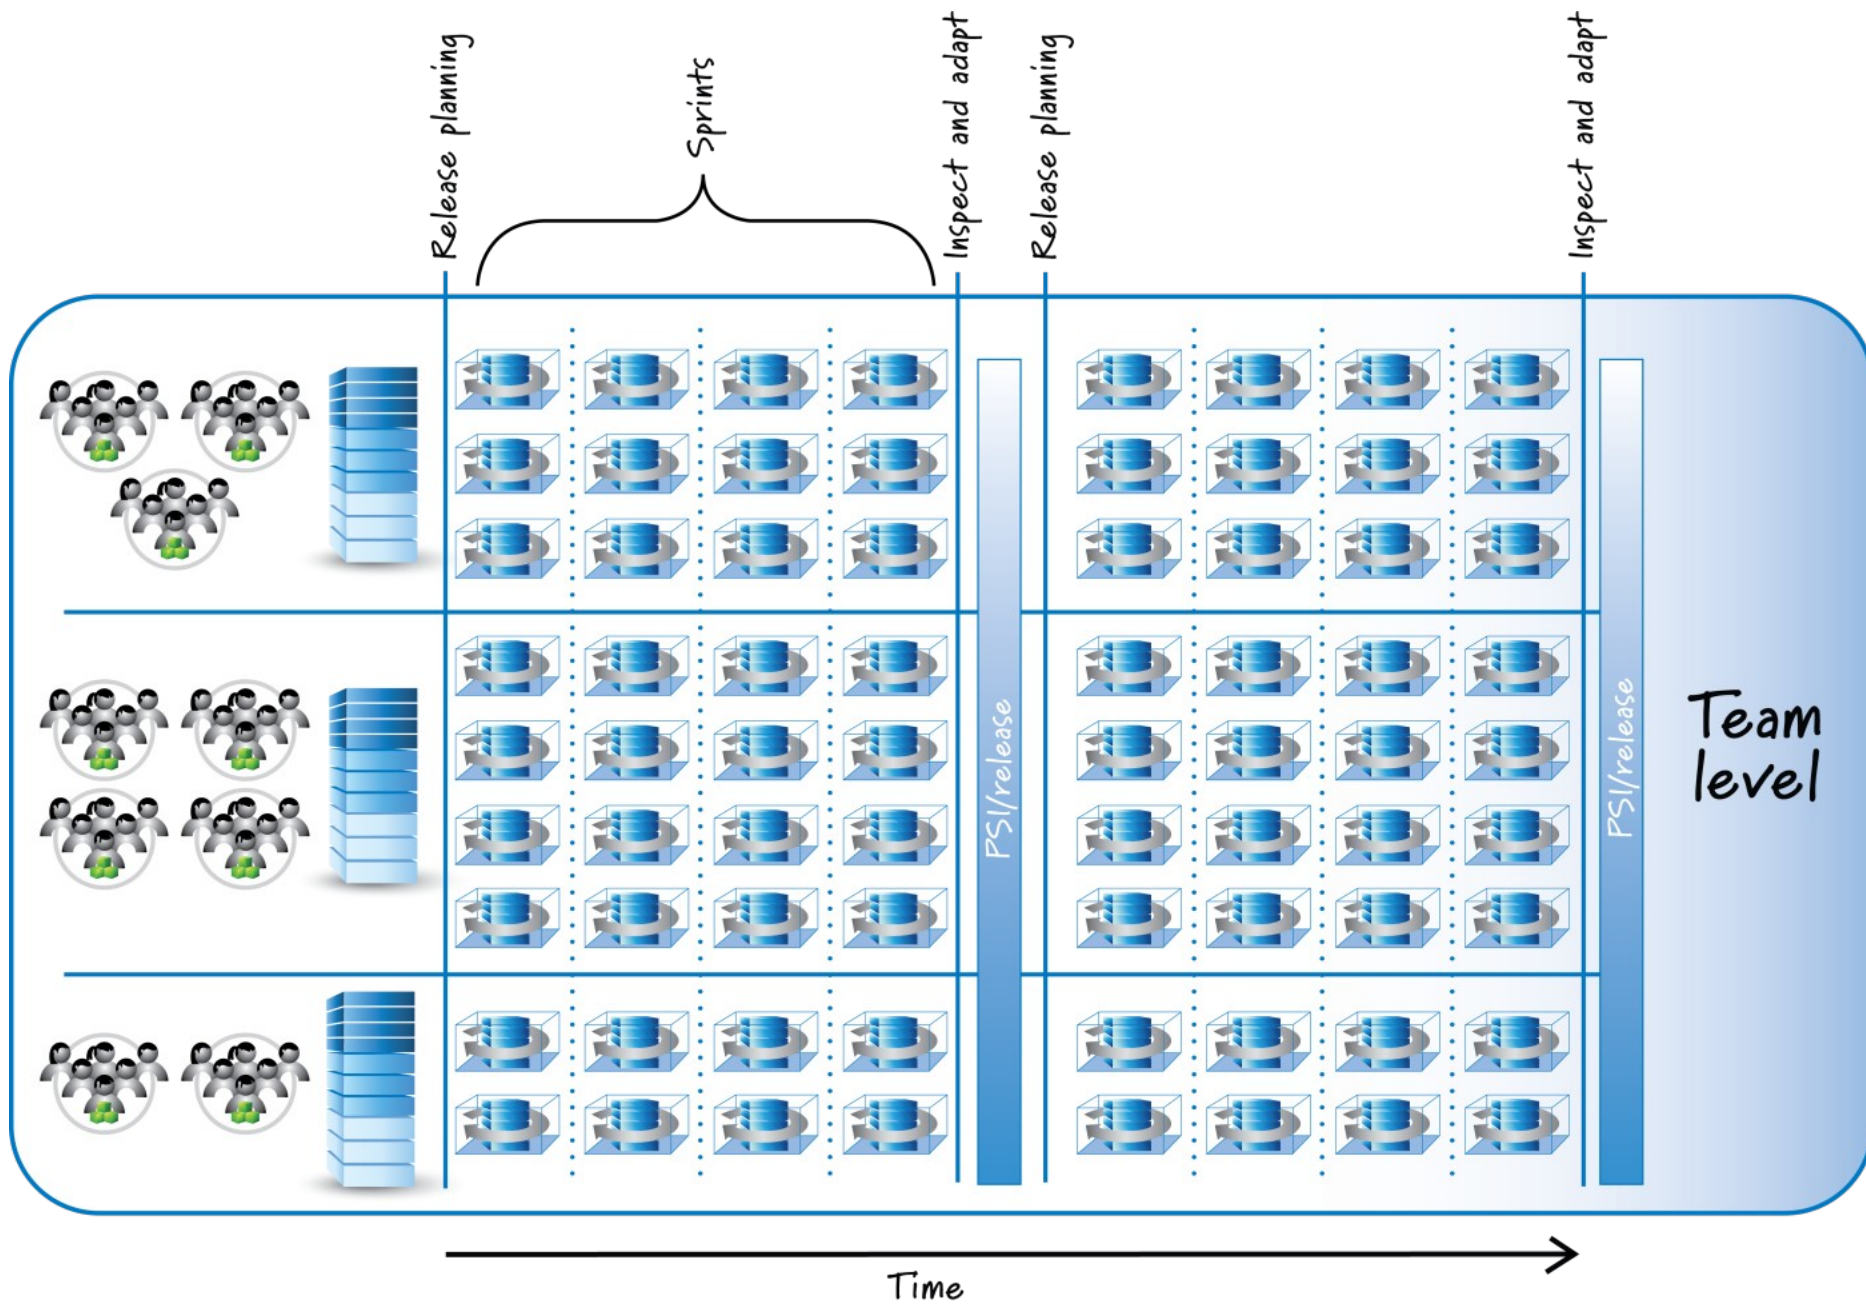 Release planning
Sprints
Inspect and adapt
Release planning
Inspect and adapt
PSI/release
PSI/release
Team
level
Time